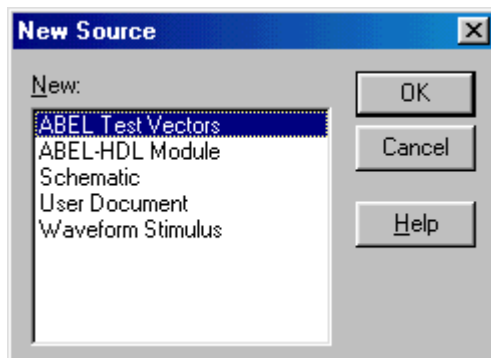 New Source
New:
ABEL Test Vectors
ABEL-HDL Module
Schematic
User Document
Waveform Stimulus
OK
Cancel
Help